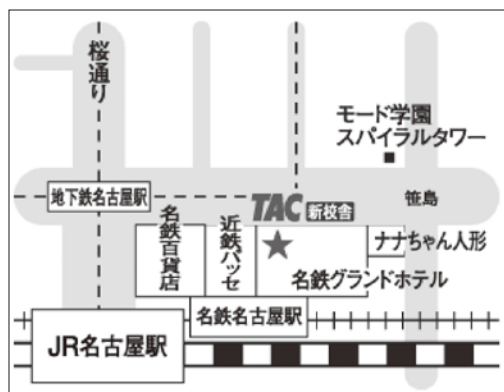 桜通り
モード学園
スパイラルタワー
地下鉄名古屋駅
TAC 新校舎
笹島
名鉄百貨店
近鉄パッセ
ナナちゃん人形
名鉄グランドホテル
名鉄名古屋駅
JR名古屋駅